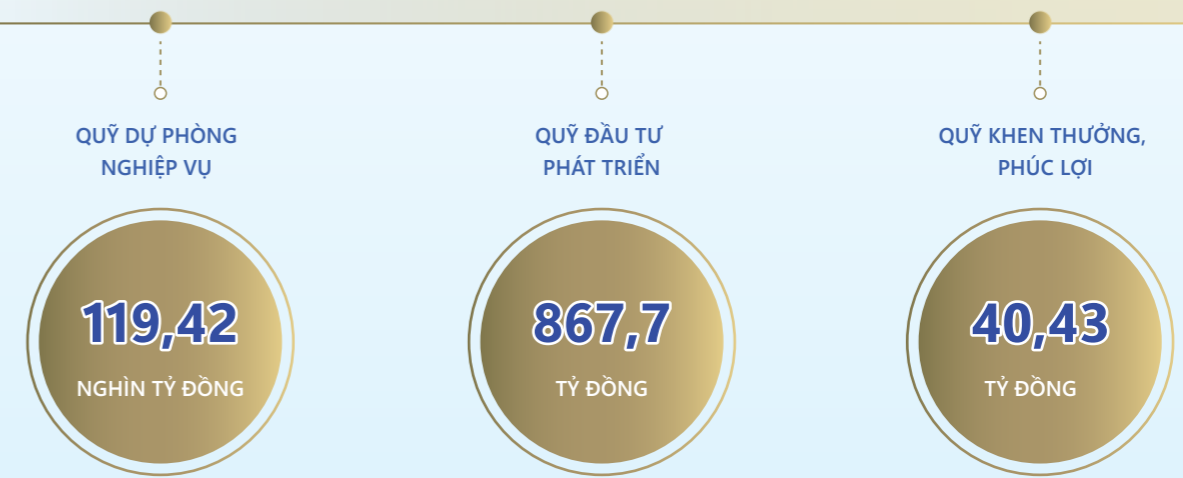 QUỸ DỰ PHÒNG
NGHIỆP VỤ
119,42
NGHÌN TỶ ĐỒNG
QUỸ ĐẦU TƯ
PHÁT TRIỂN
867,7
TỶ ĐỒNG
QUỸ KHEN THƯỞNG,
PHÚC LỢI
40,43
TỶ ĐỒNG